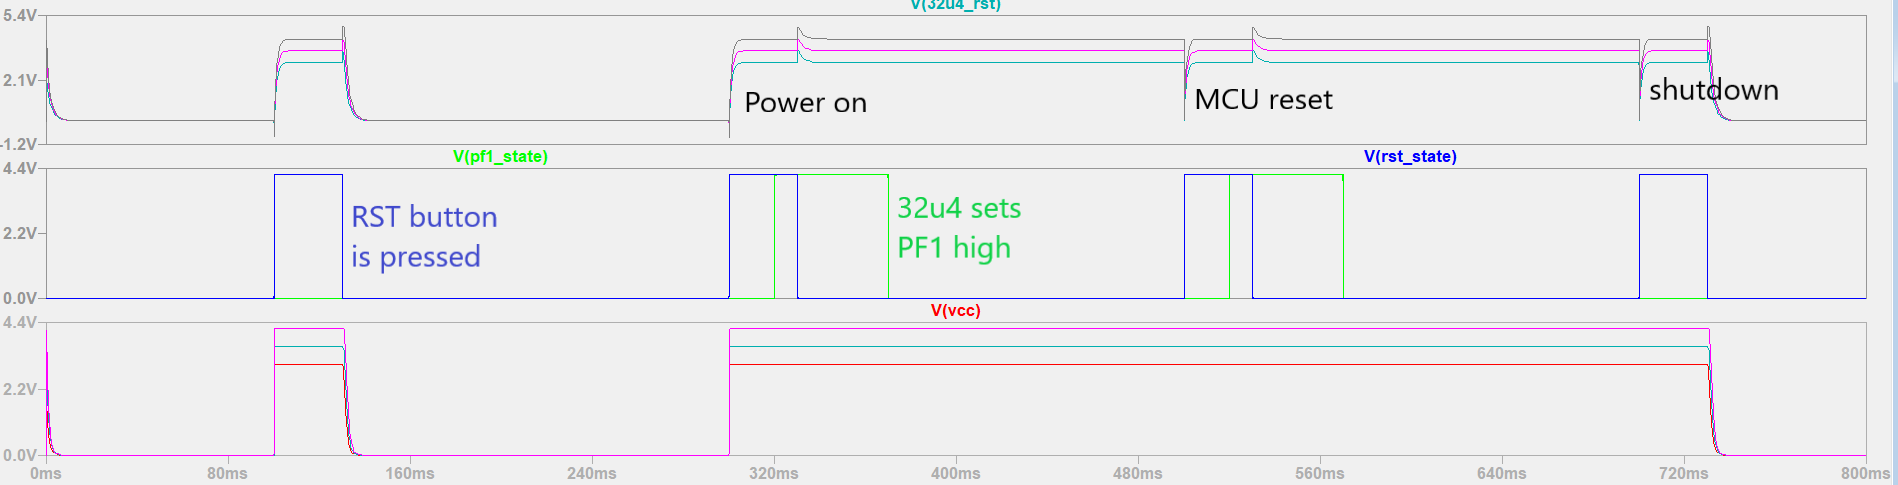 V(32u4_rst)
5.4V
2.1V
-1.2V
Power on
MCU reset
shutdown
V(pf1_state)
V(rst_state)
4.4V
2.2V
0.0V
RST button
is pressed
32u4 sets
PF1 high
V(vcc)
4.4V
2.2V
0.0V
0ms 80ms 160ms 240ms 320ms 400ms 480ms 560ms 640ms 720ms 800ms